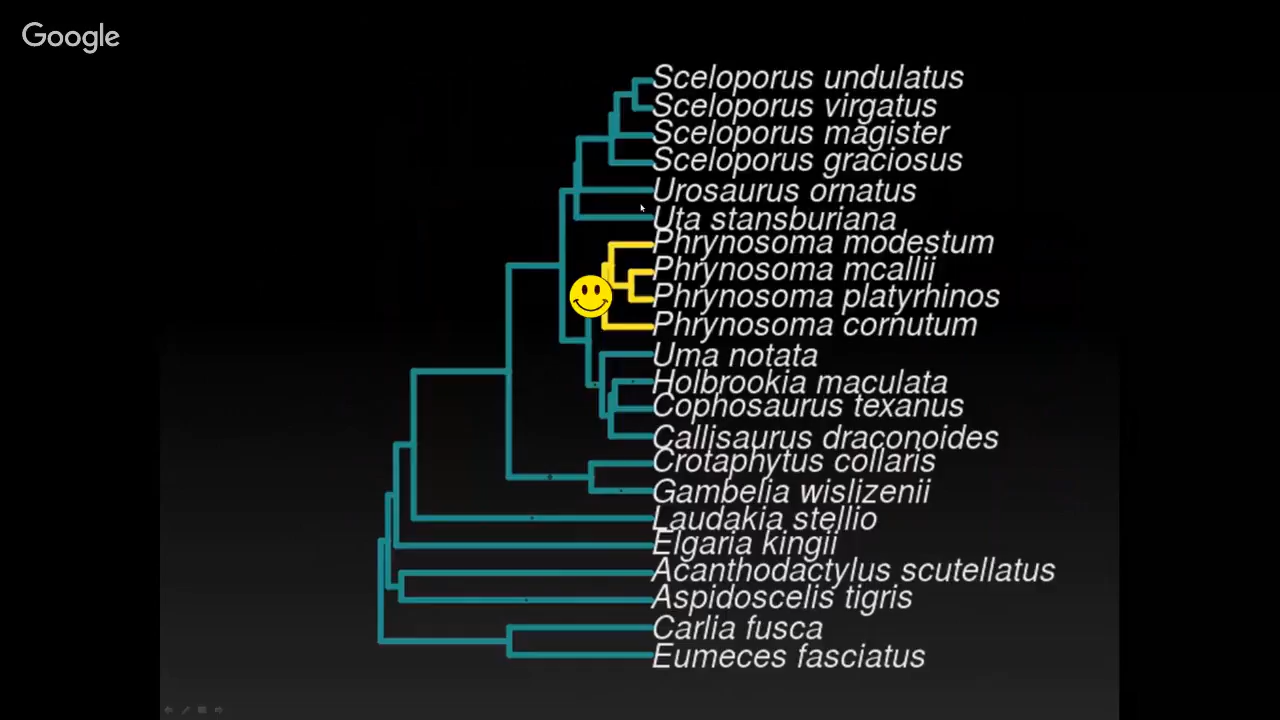 Google
Sceloporus undulatus
Sceloporus virgatus
Sceloporus magister
Sceloporus graciosus
Urosaurus ornatus
Uta stansburiana
Phrynosoma modestum
Phrynosoma mcallii
Phrynosoma platyrhinos
Phrynosoma cornutum
Uma notata
Holbrookia maculata
Cophosaurus texanus
Callisaurus draconoides
Crotaphytus collaris
Gambelia wislizenii
Laudakia stellio
Elgaria kingii
Acanthodactylus scutellatus
Aspidoscelis tigris
Carlia fusca
Eumeces fasciatus